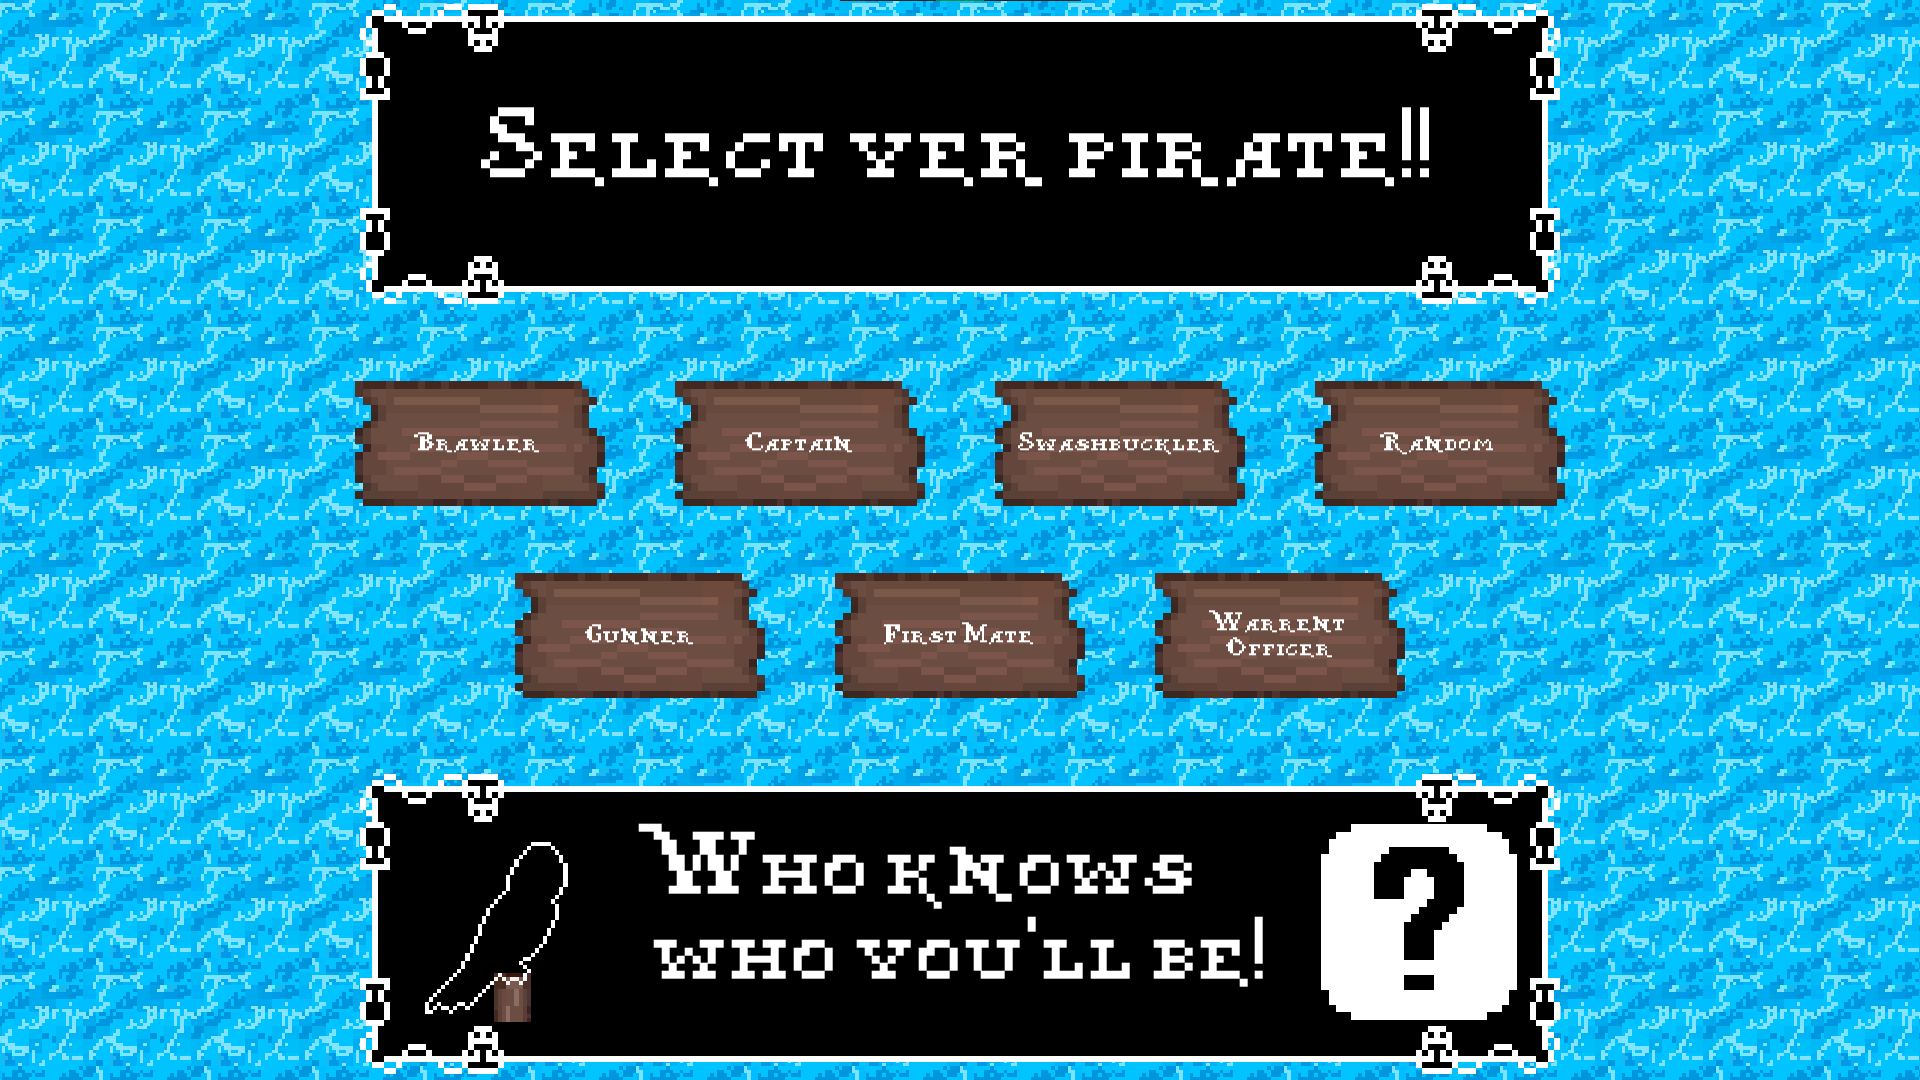 Select yer pirate!!
Brawler
Captain
Swashbuckler
Random
Gunner
First Mate
Warrent
Officer
Who knows
who you'll be!
?